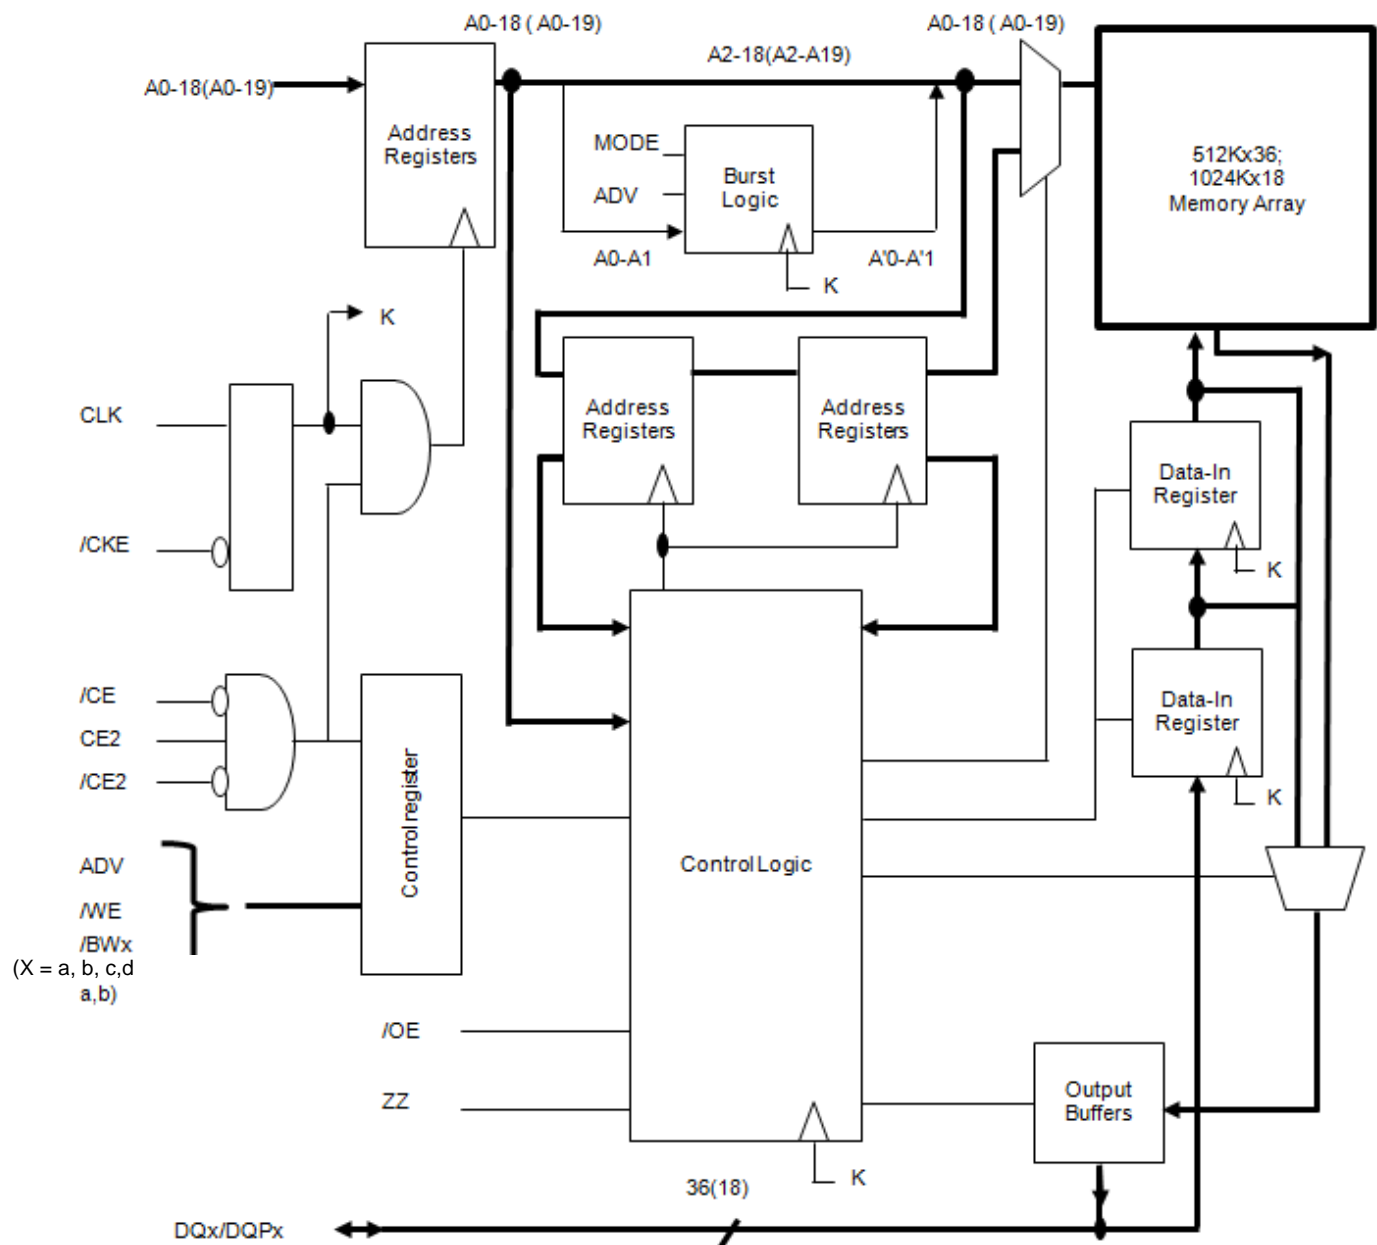 A0-18 ( A0-19)
A0-18 ( A0-19)
A2-18(A2-A19)
A0-18(A0-19)
Address
Registers
MODE
ADV
Burst
Logic
512Kx36;
1024Kx18
Memory Array
A0-A1
A'0-A'1
K
K
CLK
Address
Registers
Address
Registers
Data-In
Register
/CKE
K
/CE
CE2
/CE2
Data-In
Register
K
Control register
Control Logic
ADV
/WE
/BWx
(X = a, b, c,d
a,b)
/OE
ZZ
Output
Buffers
K
36(18)
DQx/DQPx